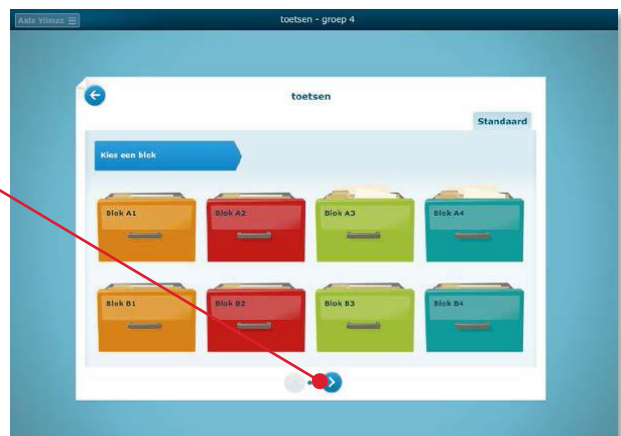 Aida Yilmaz
toetsen - groep 4
toetsen
Standaard
Kies een blok
Blok A1
Blok A2
Blok A3
Blok A4
Blok B1
Blok B2
Blok B3
Blok B4